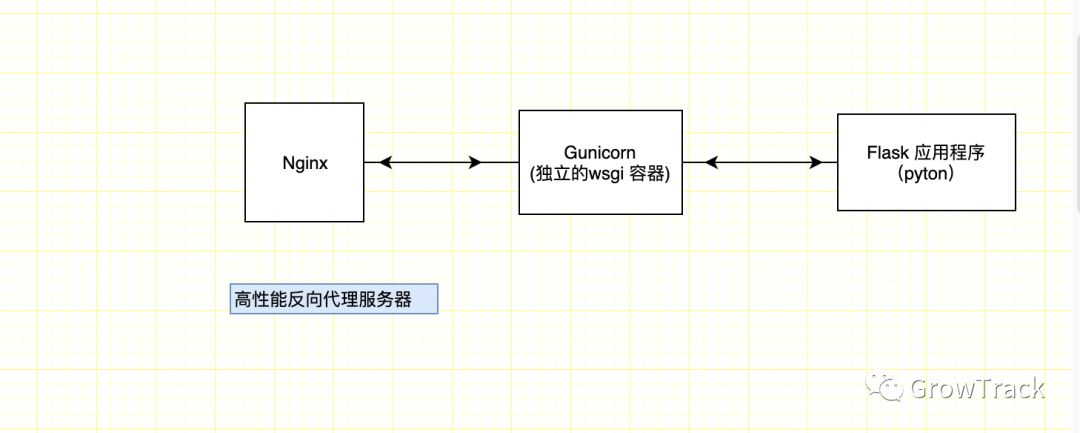 Nginx
Gunicorn
(独立的wsgi 容器)
Flask 应用程序
（pyton）
高性能反向代理服务器
GrowTrack